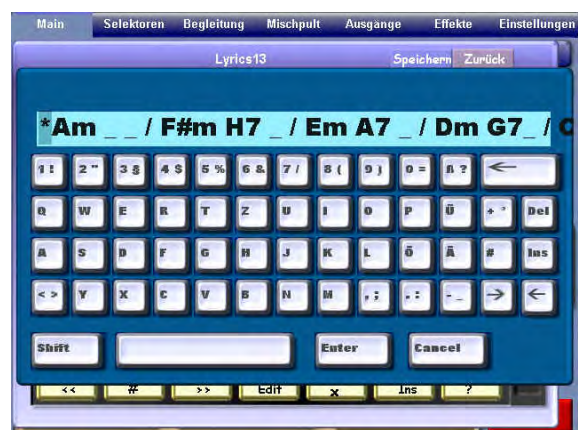 Main Selektoren Begleitung Mischpult Ausgänge Effekte Einstellungen
Lyrics13 Speichern Zurück
*Am _ _ / F#m H7 _ / Em A7 _ / Dm G7_ / C
1 ! 2 " 3 § 4 $ 5 % 6 & 7 / 8 ( 9 ) 0 = ß ? ←
Q W E R T Z U I O P Ü + * Del
A S D F G H J K L Ö Ä # Ins
< > Y X C V B N M , ; . : - _ → ←
Shift Enter Cancel
<< # >> Edit x Ins ?